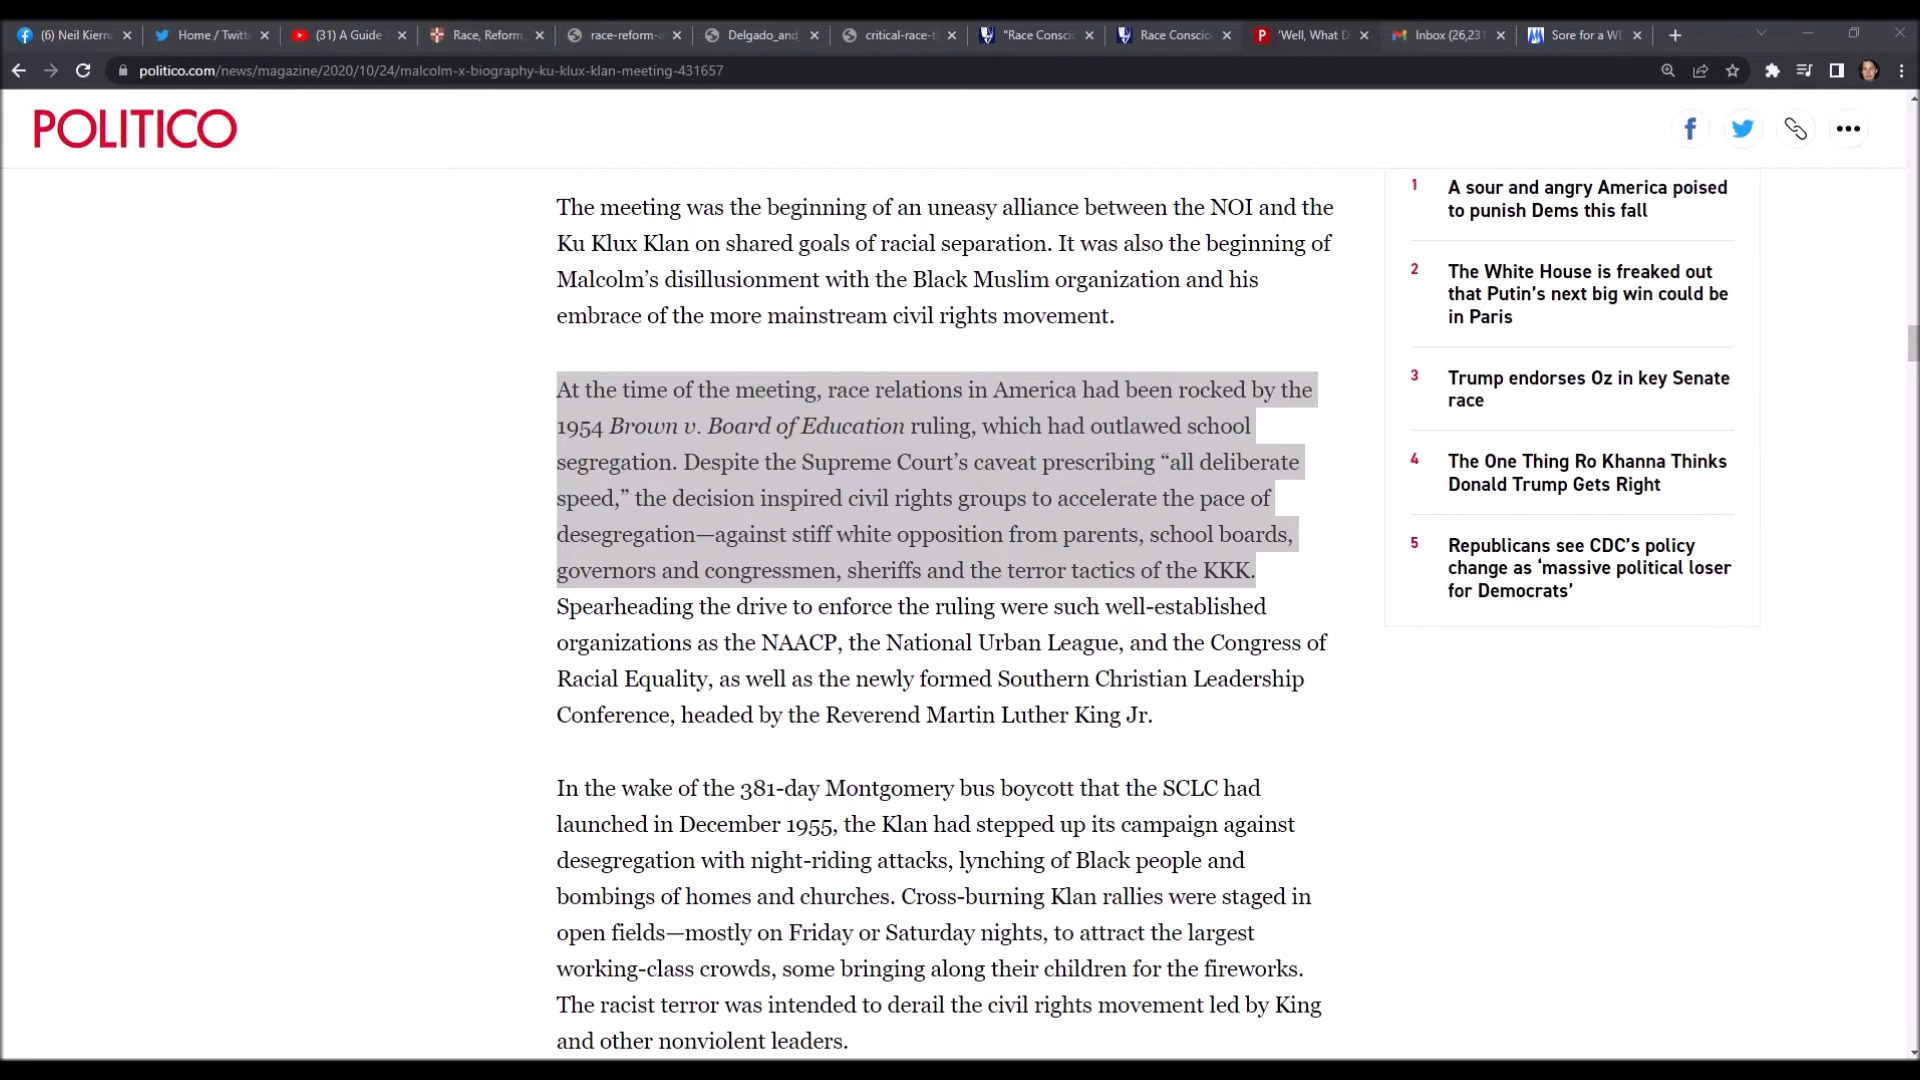 (6) Neil Kiern
Home / Twitt
(31) A Guide
Race, Reform,
race-reform-
Delgado_and_
critical-race-t
"Race Consci
Race Conscio
'Well, What D
Inbox (26,231
Sore for a W
politico.com/news/magazine/2020/10/24/malcolm-x-biography-ku-klux-klan-meeting-431657
POLITICO
The meeting was the beginning of an uneasy alliance between the NOI and the
Ku Klux Klan on shared goals of racial separation. It was also the beginning of
Malcolm’s disillusionment with the Black Muslim organization and his
embrace of the more mainstream civil rights movement.
At the time of the meeting, race relations in America had been rocked by the
1954 Brown v. Board of Education ruling, which had outlawed school
segregation. Despite the Supreme Court’s caveat prescribing “all deliberate
speed,” the decision inspired civil rights groups to accelerate the pace of
desegregation—against stiff white opposition from parents, school boards,
governors and congressmen, sheriffs and the terror tactics of the KKK.
Spearheading the drive to enforce the ruling were such well-established
organizations as the NAACP, the National Urban League, and the Congress of
Racial Equality, as well as the newly formed Southern Christian Leadership
Conference, headed by the Reverend Martin Luther King Jr.
In the wake of the 381-day Montgomery bus boycott that the SCLC had
launched in December 1955, the Klan had stepped up its campaign against
desegregation with night-riding attacks, lynching of Black people and
bombings of homes and churches. Cross-burning Klan rallies were staged in
open fields—mostly on Friday or Saturday nights, to attract the largest
working-class crowds, some bringing along their children for the fireworks.
The racist terror was intended to derail the civil rights movement led by King
and other nonviolent leaders.
1 A sour and angry America poised
to punish Dems this fall
2 The White House is freaked out
that Putin’s next big win could be
in Paris
3 Trump endorses Oz in key Senate
race
4 The One Thing Ro Khanna Thinks
Donald Trump Gets Right
5 Republicans see CDC’s policy
change as ‘massive political loser
for Democrats’